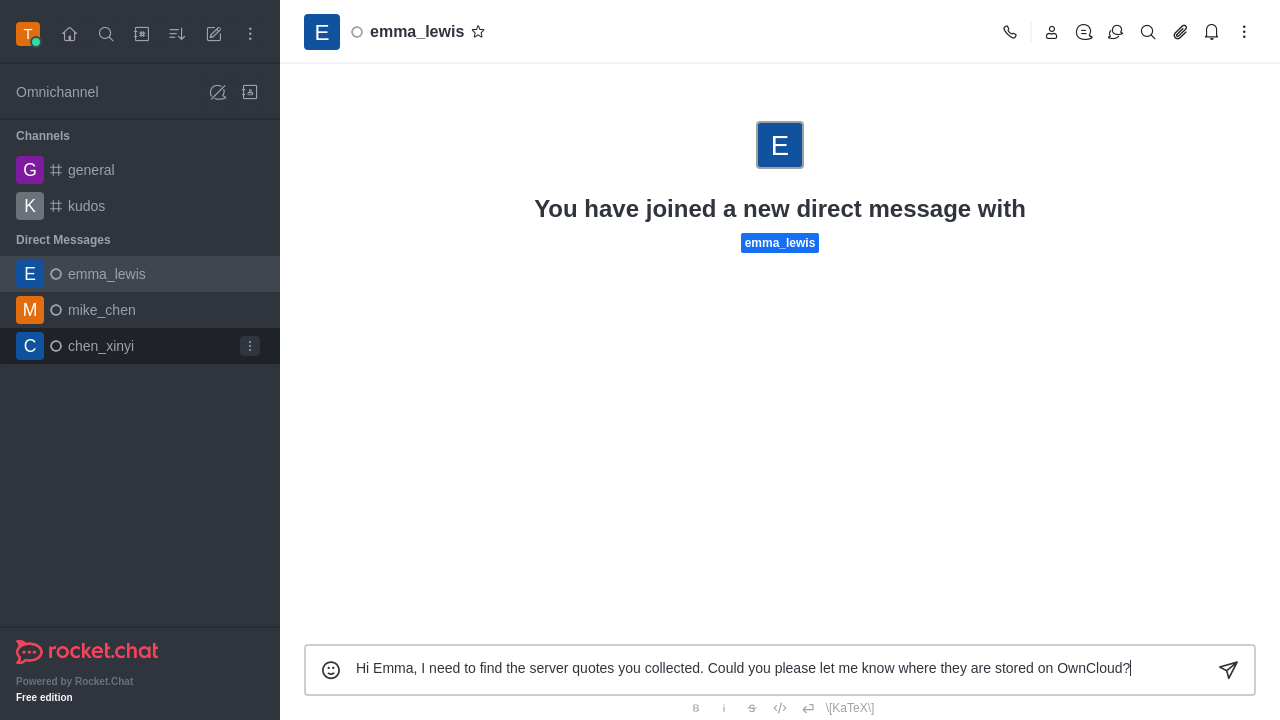 T
E
emma_lewis
Omnichannel
Channels
G general
K kudos
Direct Messages
E emma_lewis
M mike_chen
C chen_xinyi
E
You have joined a new direct message with
emma_lewis
Hi Emma, I need to find the server quotes you collected. Could you please let me know where they are stored on OwnCloud?
B i S \[KaTeX\]
rocket.chat
Powered by Rocket.Chat
Free edition